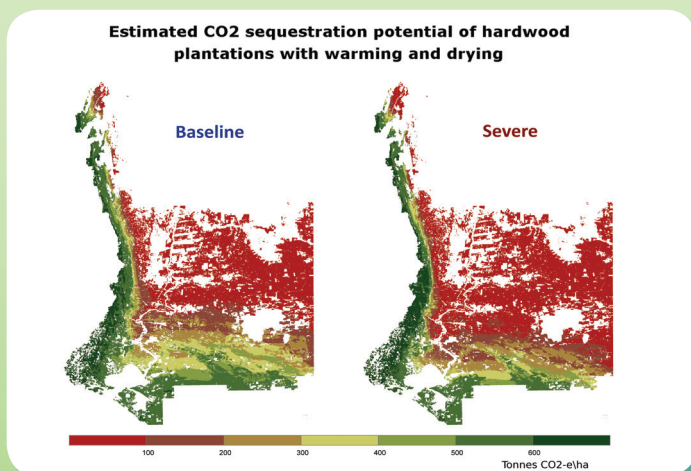 Estimated CO2 sequestration potential of hardwood
plantations with warming and drying
Baseline
Severe
100 200 300 400 500 600
Tonnes CO2-e\ha